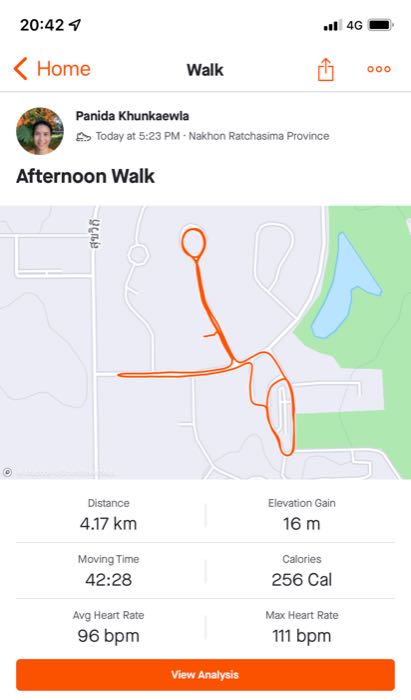 20:42
4G
Home
Walk
Panida Khunkaewla
Today at 5:23 PM · Nakhon Ratchasima Province
Afternoon Walk
สุขวิถี
Distance
4.17 km
Elevation Gain
16 m
Moving Time
42:28
Calories
256 Cal
Avg Heart Rate
96 bpm
Max Heart Rate
111 bpm
View Analysis